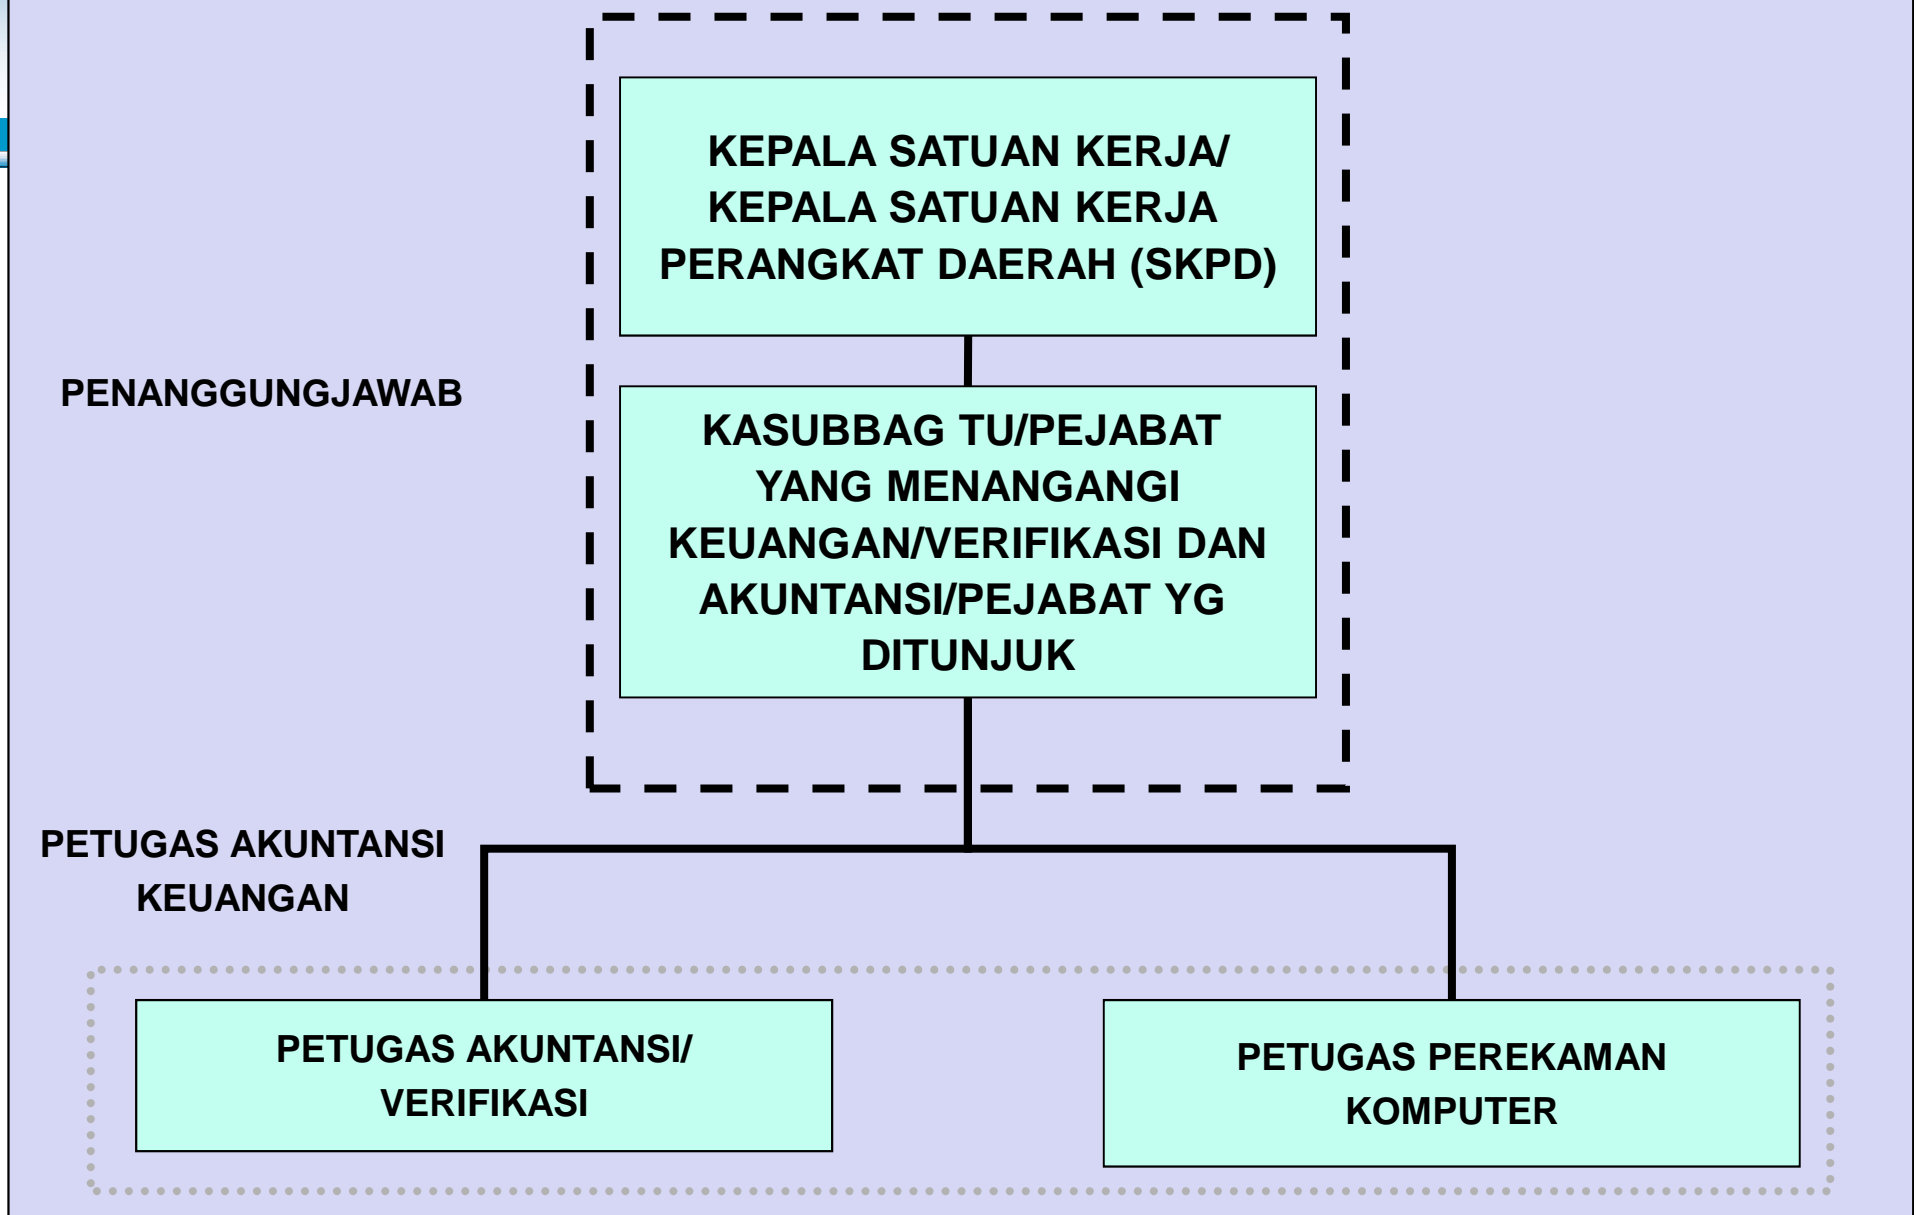 KEPALA SATUAN KERJA/
KEPALA SATUAN KERJA
PERANGKAT DAERAH (SKPD)
PENANGGUNGJAWAB
KASUBBAG TU/PEJABAT
YANG MENANGANGI
KEUANGAN/VERIFIKASI DAN
AKUNTANSI/PEJABAT YG
DITUNJUK
PETUGAS AKUNTANSI
KEUANGAN
PETUGAS AKUNTANSI/
VERIFIKASI
PETUGAS PEREKAMAN
KOMPUTER